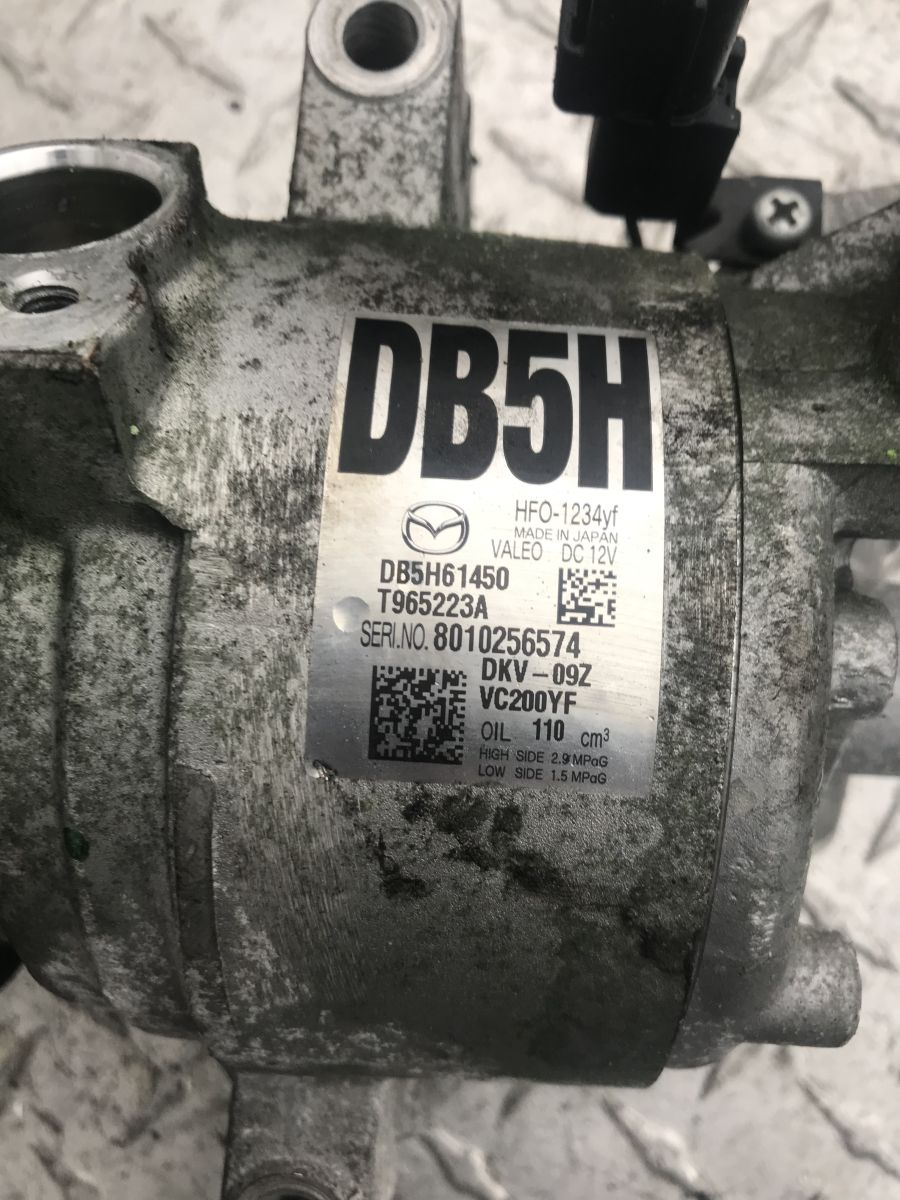 DB5H
HFO-1234yf
MADE IN JAPAN
VALEO DC 12V
DB5H61450
T965223A
SERI.NO. 8010256574
DKV-09Z
VC200YF
OIL 110 cm³
HIGH SIDE 2.9 MPaG
LOW SIDE 1.5 MPaG